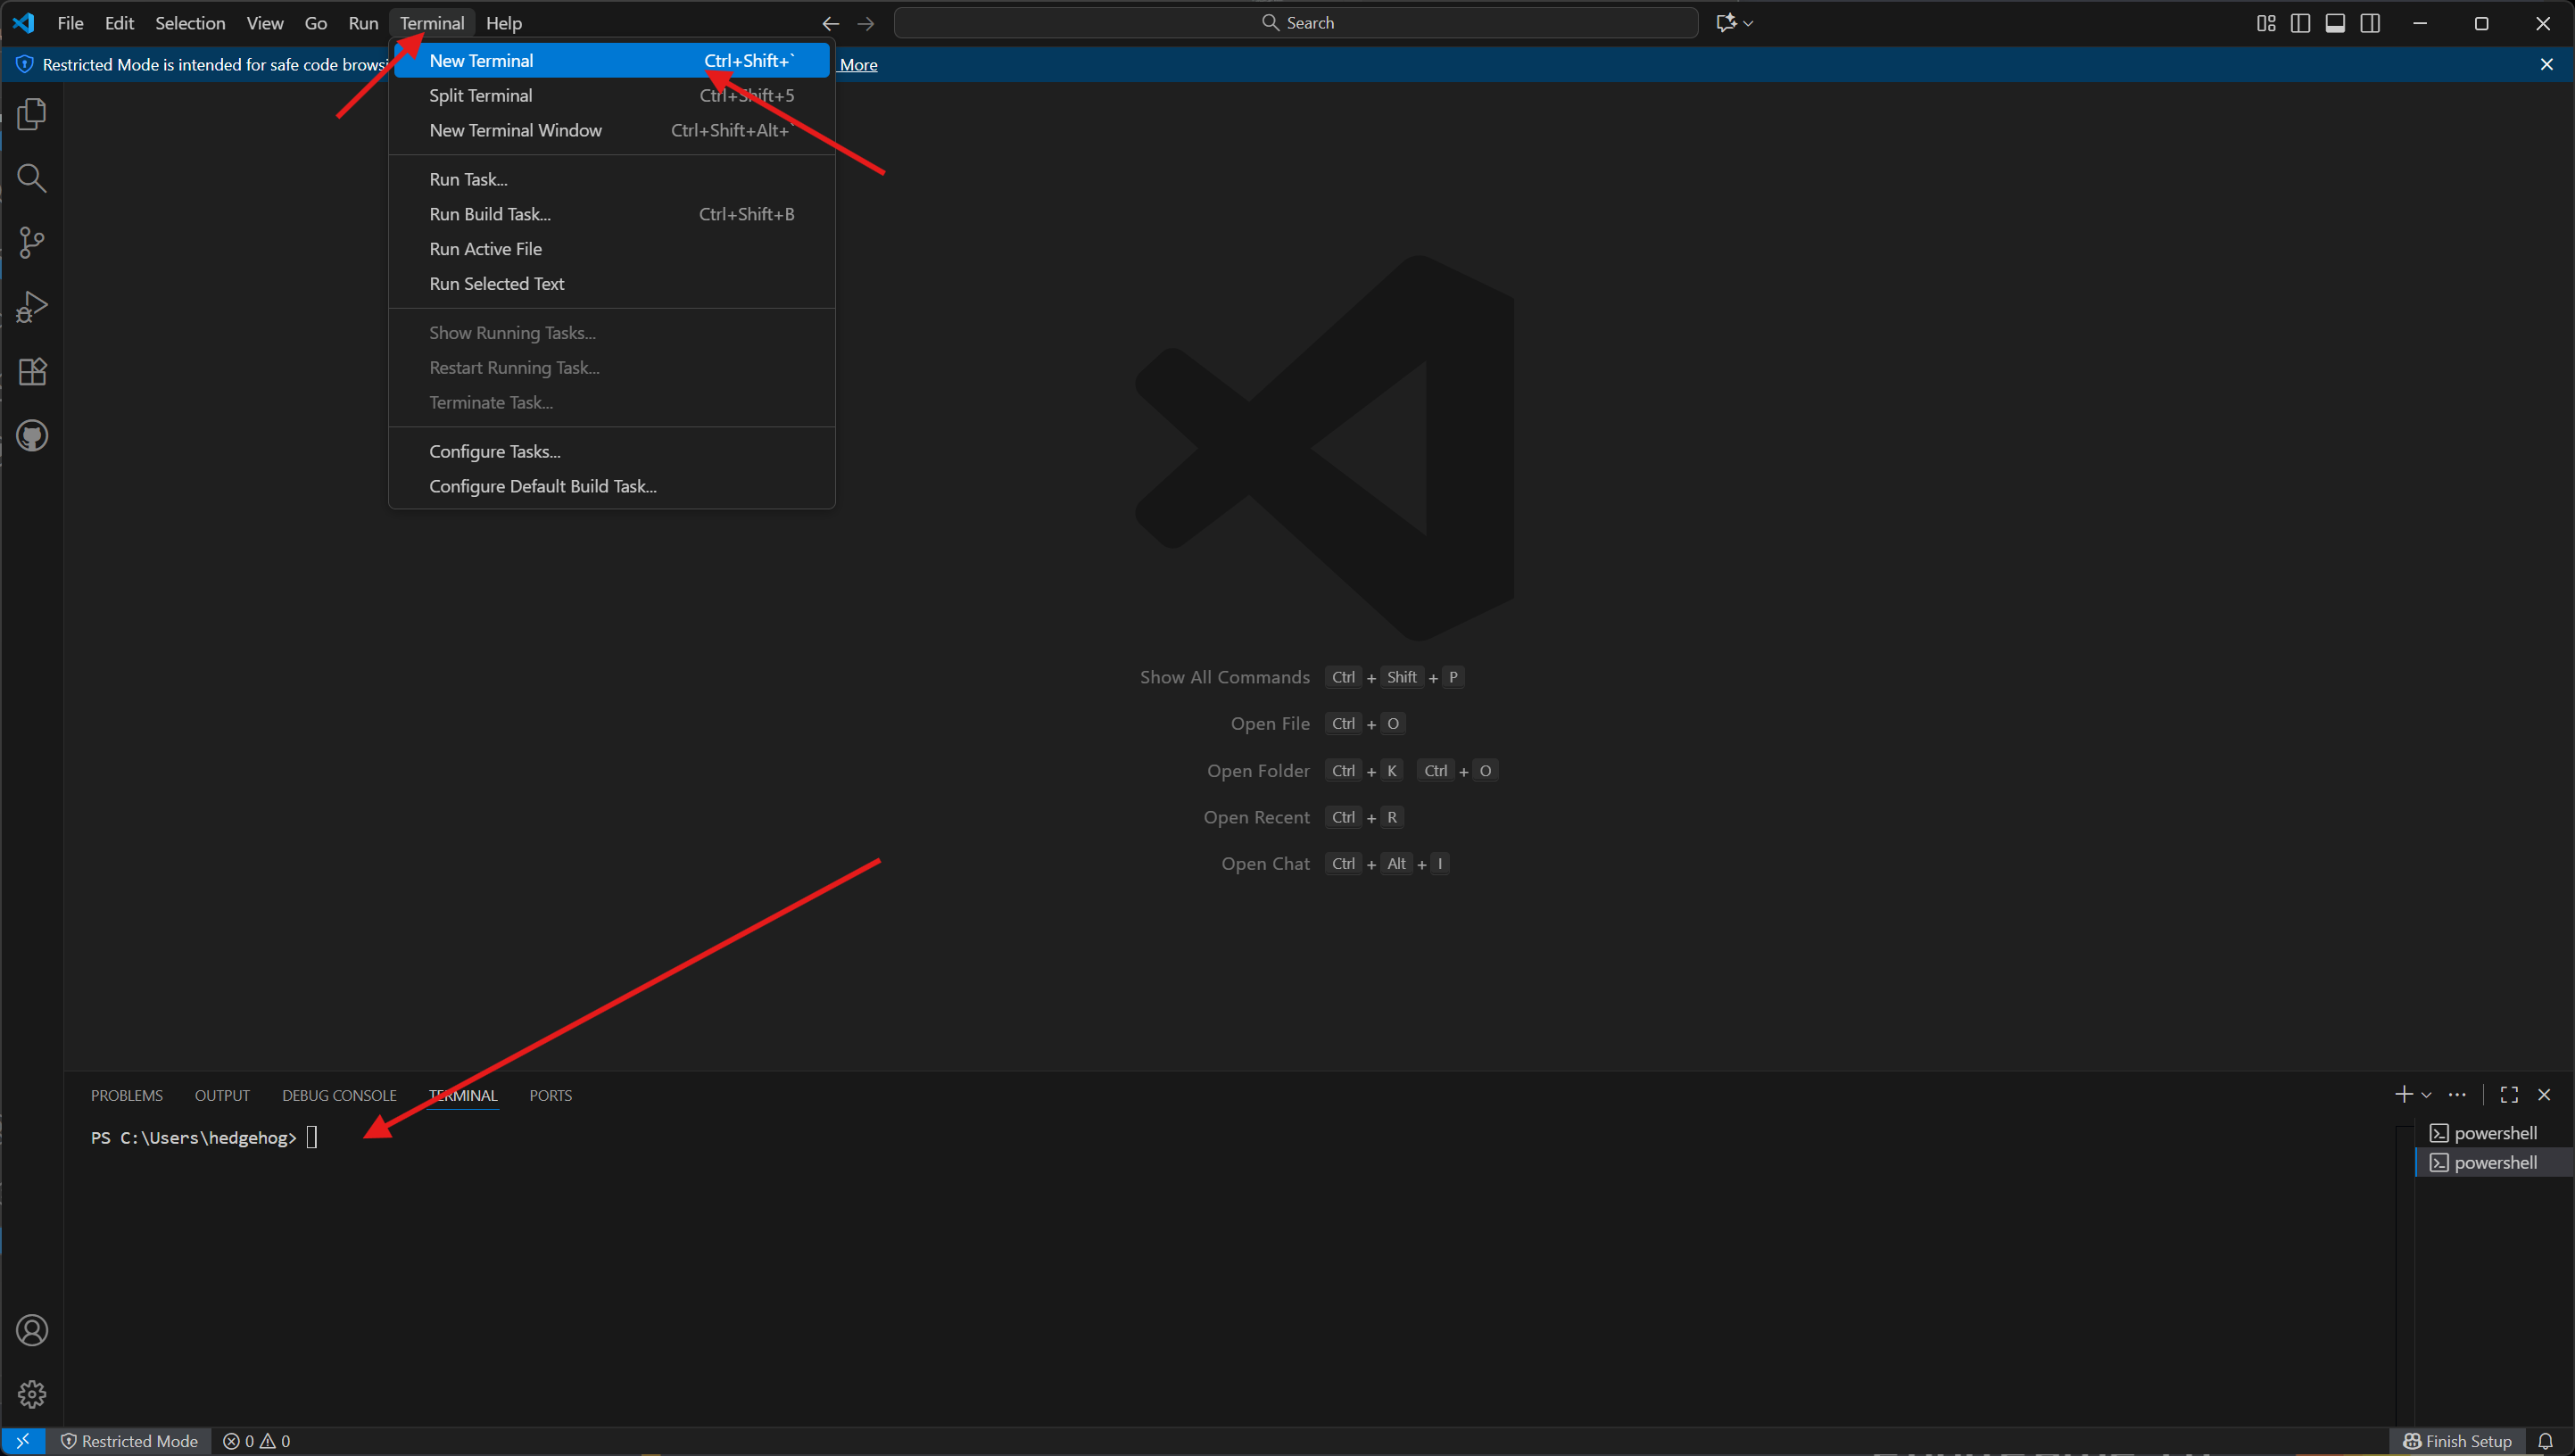 File Edit Selection View Go Run Terminal Help
Search
Restricted Mode is intended for safe code browsi
More
New Terminal Ctrl+Shift+`
Split Terminal Ctrl+Shift+5
New Terminal Window Ctrl+Shift+Alt+`
Run Task...
Run Build Task... Ctrl+Shift+B
Run Active File
Run Selected Text
Show Running Tasks...
Restart Running Task...
Terminate Task...
Configure Tasks...
Configure Default Build Task...
Show All Commands Ctrl + Shift + P
Open File Ctrl + O
Open Folder Ctrl + K Ctrl + O
Open Recent Ctrl + R
Open Chat Ctrl + Alt + I
PROBLEMS OUTPUT DEBUG CONSOLE TERMINAL PORTS
PS C:\Users\hedgehog>
powershell
powershell
Restricted Mode 0 0
Finish Setup